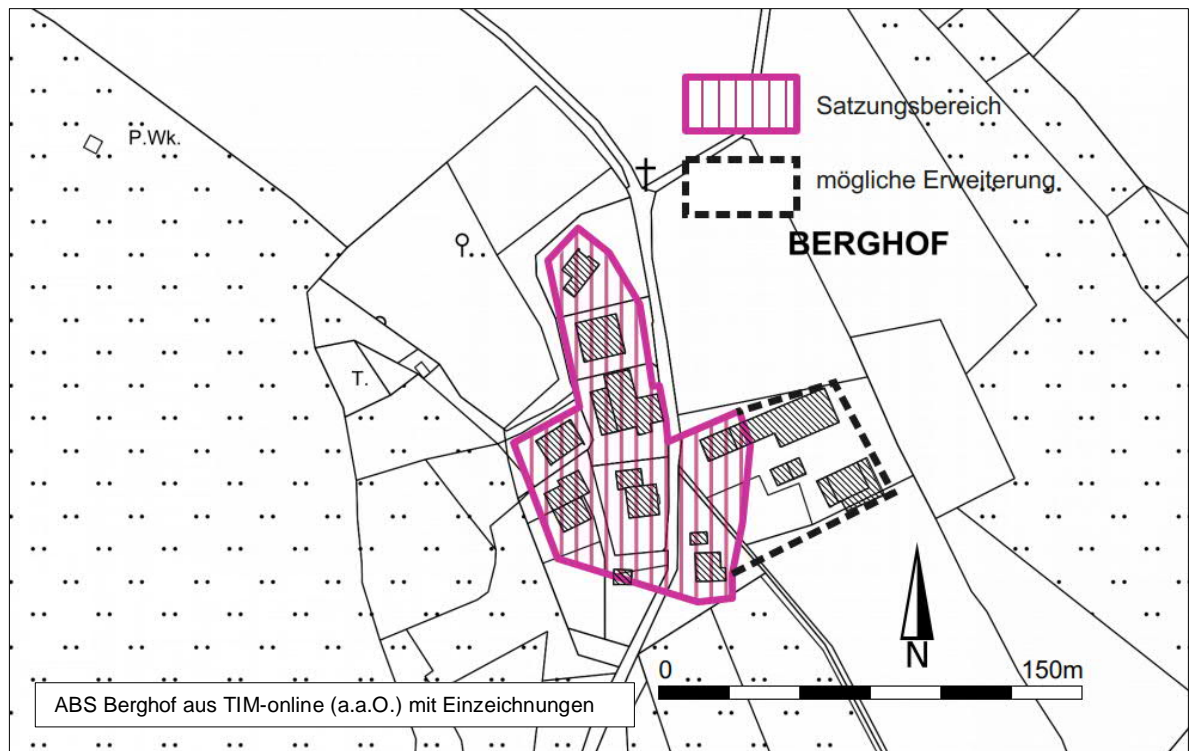 P.Wk.
Satzungsbereich
mögliche Erweiterung
BERGHOF
T.
N
0 150m
ABS Berghof aus TIM-online (a.a.O.) mit Einzeichnungen